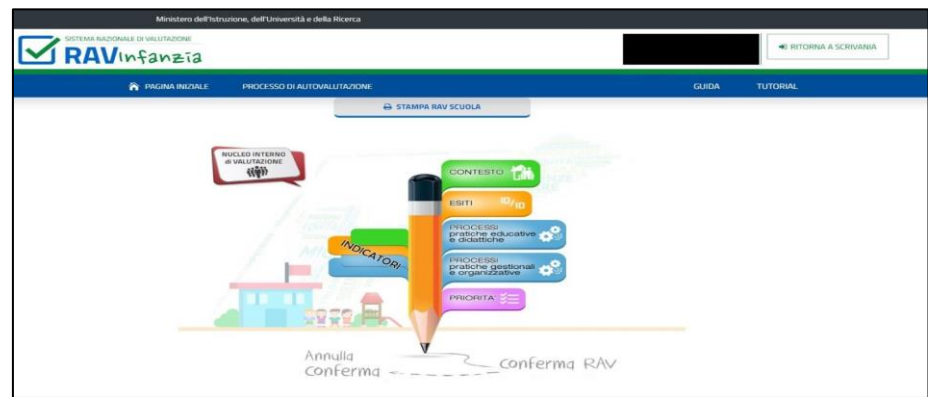 Ministero dell'Istruzione, dell'Università e della Ricerca
SISTEMA NAZIONALE DI VALUTAZIONE
RAVInfanzia
RITORNA A SCRIVANIA
PAGINA INIZIALE PROCESSO DI AUTOVALUTAZIONE GUIDA TUTORIAL
STAMPA RAV SCUOLA
NUCLEO INTERNO
di VALUTAZIONE
CONTESTO
ESITI
INDICATORI
PROCESSI
pratiche educative
e didattiche
PROCESSI
pratiche gestionali
e organizzative
PRIORITA'
Annulla
conferma
conferma RAV